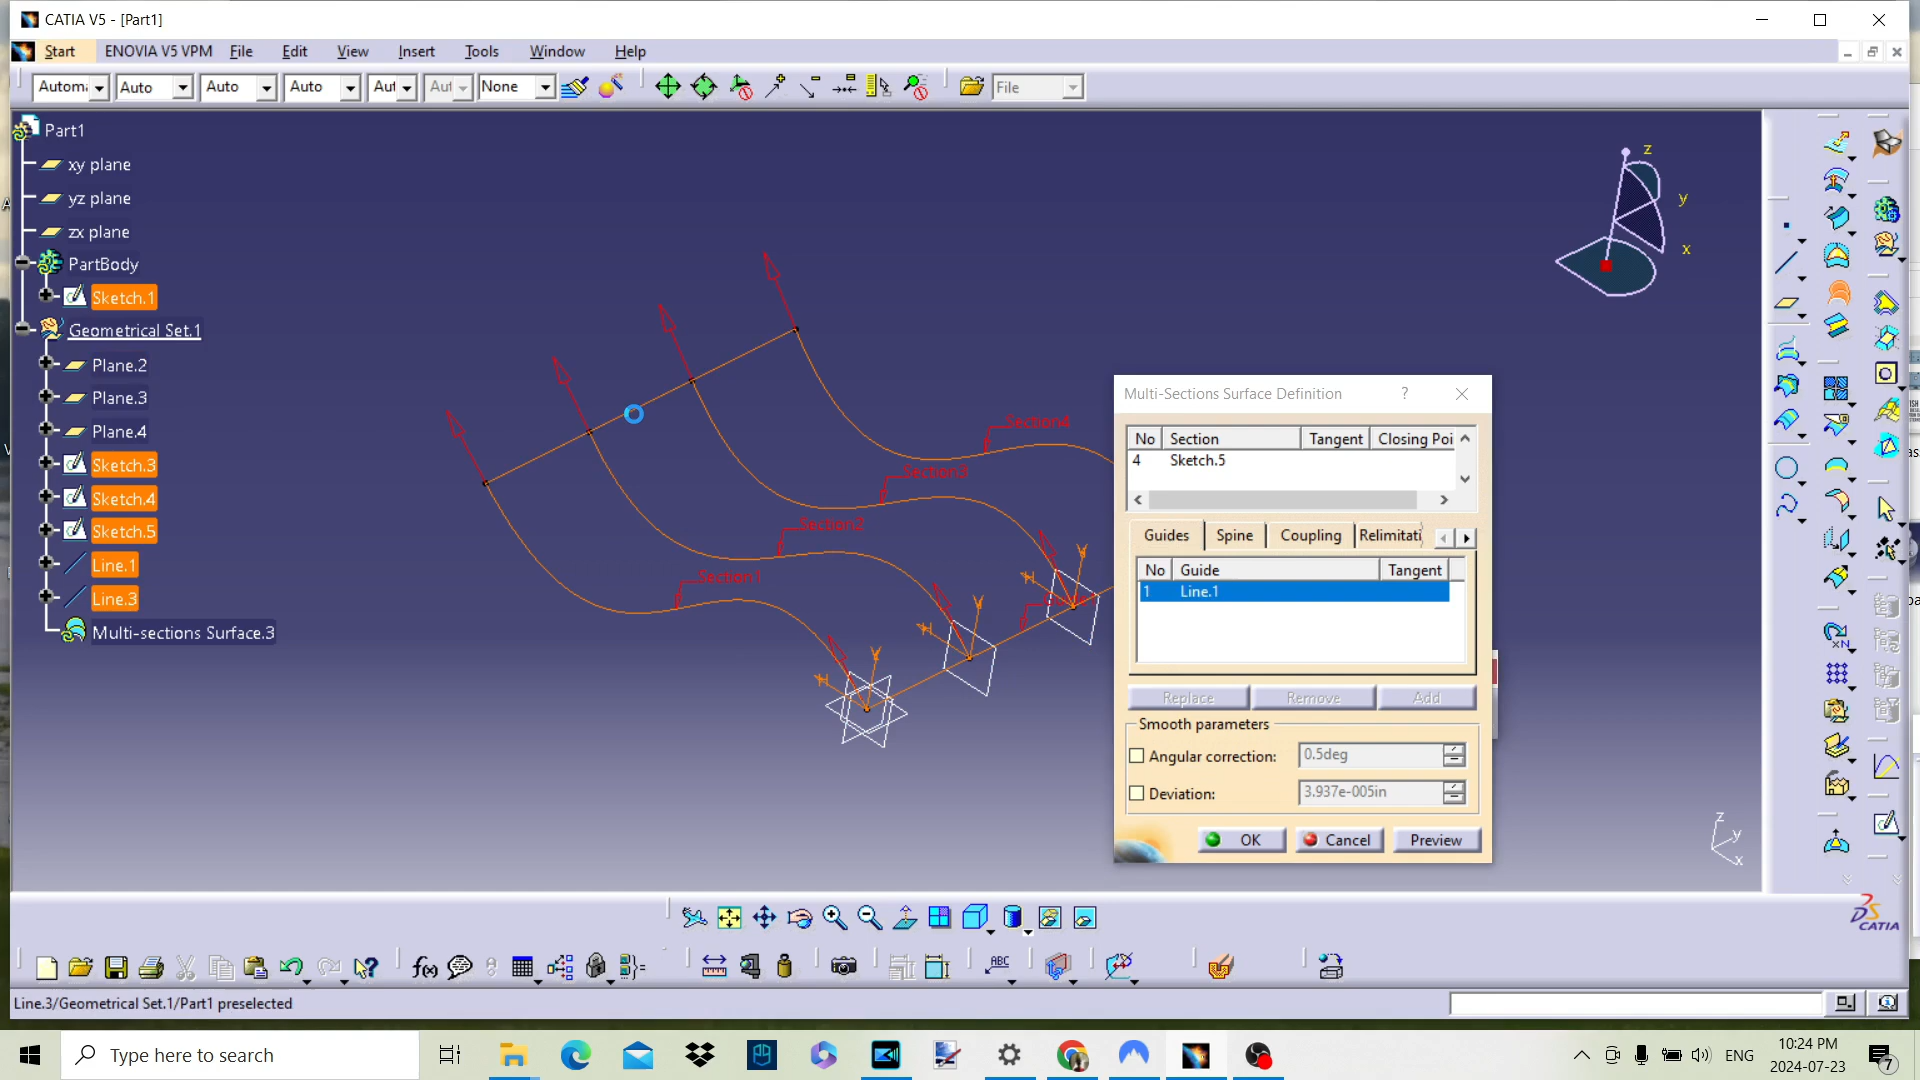 CATIA V5 - [Part1]
Start ENOVIA V5 VPM File Edit View Insert Tools Window Help
Auto Auto Auto None File
Part1
xy plane
yz plane
zx plane
PartBody
Sketch.1
Geometrical Set.1
Plane.2
Plane.3
Plane.4
Sketch.3
Sketch.4
Sketch.5
Line.1
Line.3
Multi-sections Surface.3
z
y
x
Section4
Section3
Section2
Section1
V
H
V
H
V
H
Multi-Sections Surface Definition ?
No Section Tangent Closing Poi
4 Sketch.5
Guides Spine Coupling Relimitati
No Guide Tangent
1 Line.1
Replace Remove Add
Smooth parameters
Angular correction: 0.5deg
Deviation: 3.937e-005in
OK Cancel Preview
z
y
x
CATIA
f(x)
ABC
Line.3/Geometrical Set.1/Part1 preselected
Type here to search
ENG
10:24 PM
2024-07-23
7